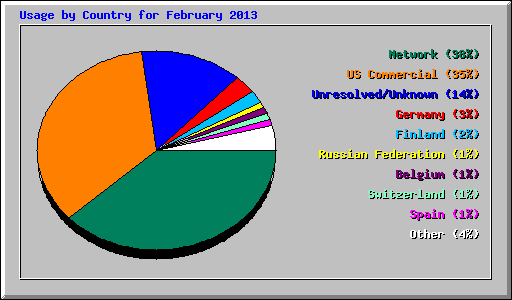 Usage by Country for February 2013
Network (38%)
US Commercial (35%)
Unresolved/Unknown (14%)
Germany (3%)
Finland (2%)
Russian Federation (1%)
Belgium (1%)
Switzerland (1%)
Spain (1%)
Other (4%)